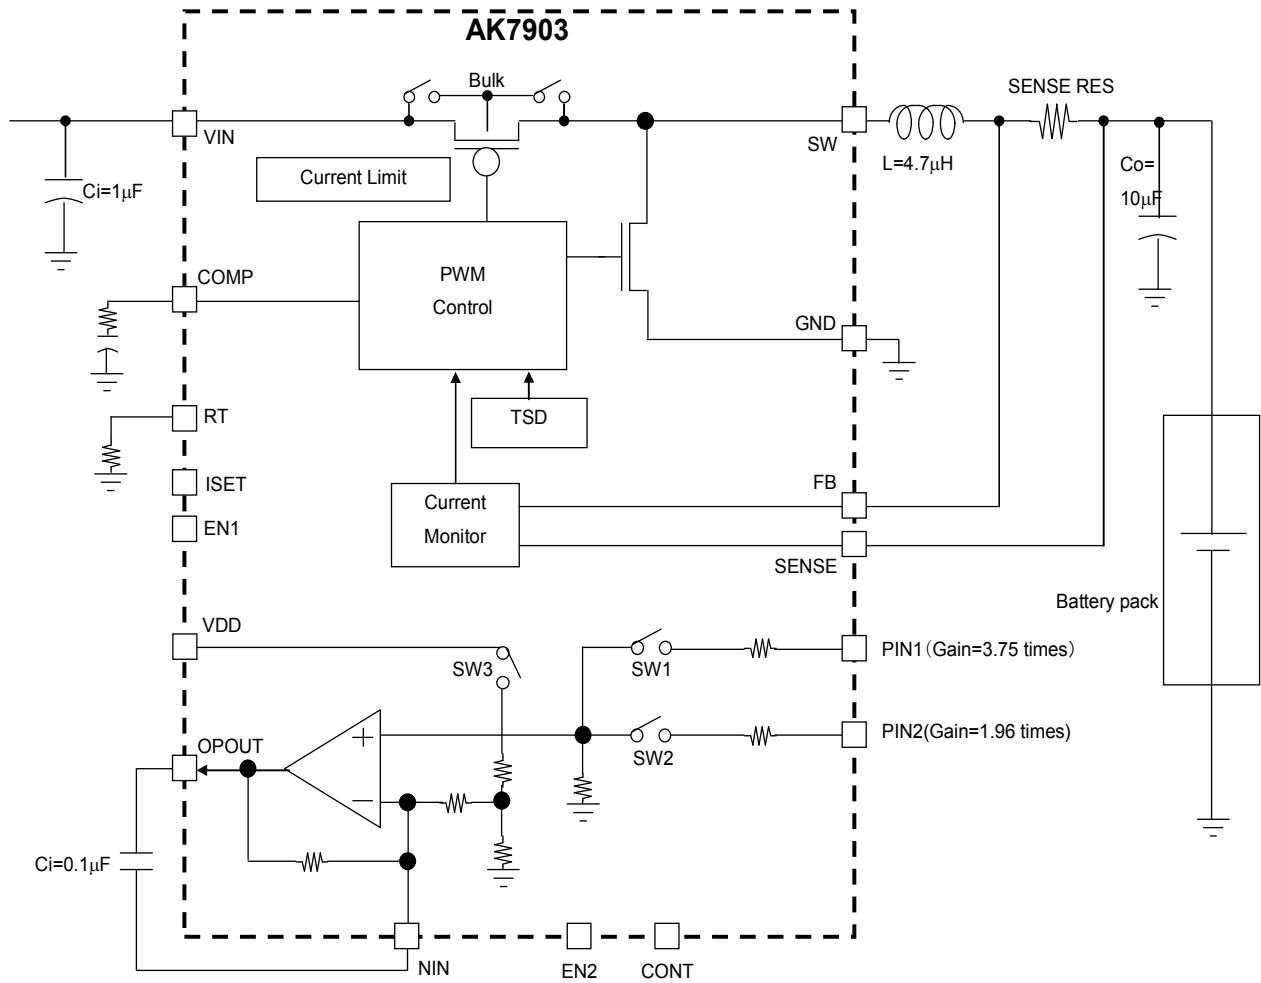 AK7903
Bulk
SENSE RES
VIN
SW
Current Limit
L=4.7μH
Co=
10μF
Ci=1μF
COMP
PWM
Control
GND
RT
TSD
ISET
FB
Current
Monitor
EN1
SENSE
Battery pack
VDD
SW3
SW1
PIN1（Gain=3.75 times）
OPOUT
SW2
PIN2(Gain=1.96 times)
Ci=0.1μF
NIN
EN2
CONT